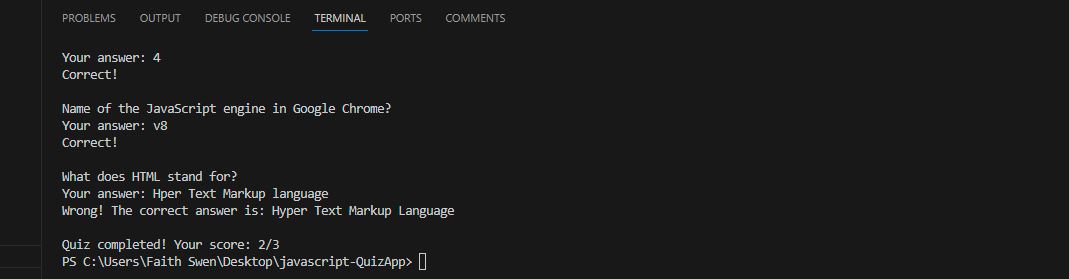 PROBLEMS OUTPUT DEBUG CONSOLE TERMINAL PORTS COMMENTS
Your answer: 4
Correct!
Name of the JavaScript engine in Google Chrome?
Your answer: v8
Correct!
What does HTML stand for?
Your answer: Hper Text Markup language
Wrong! The correct answer is: Hyper Text Markup Language
Quiz completed! Your score: 2/3
PS C:\Users\Faith Swen\Desktop\javascript-QuizApp>